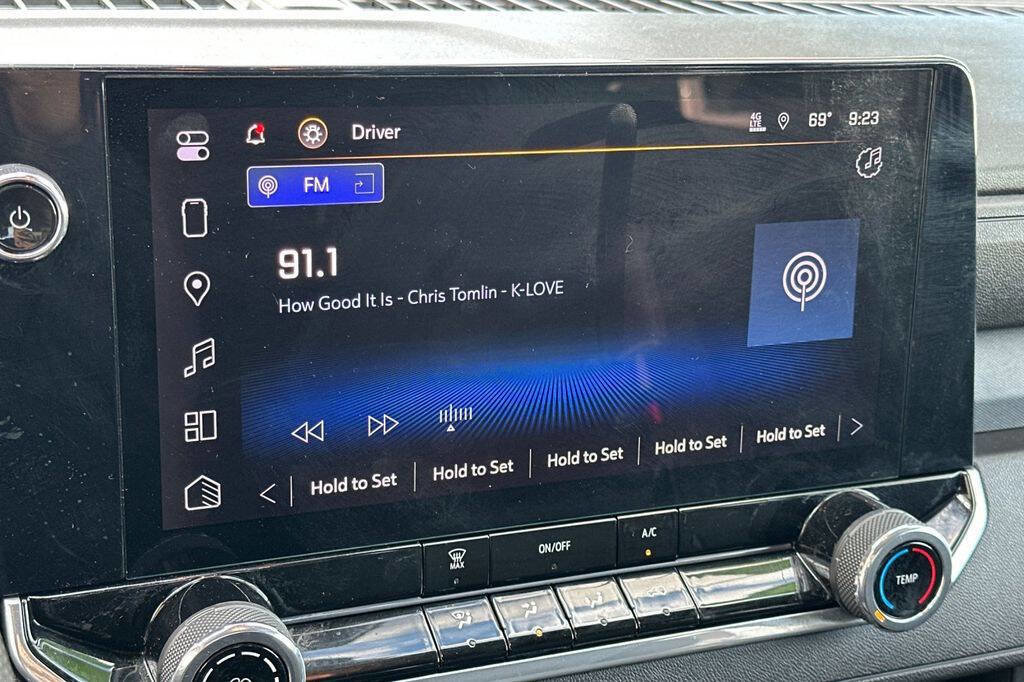 Driver
4G LTE
69° 9:23
FM
91.1
How Good It Is - Chris Tomlin - K-LOVE
Hold to Set Hold to Set Hold to Set Hold to Set Hold to Set
MAX
ON/OFF
A/C
TEMP